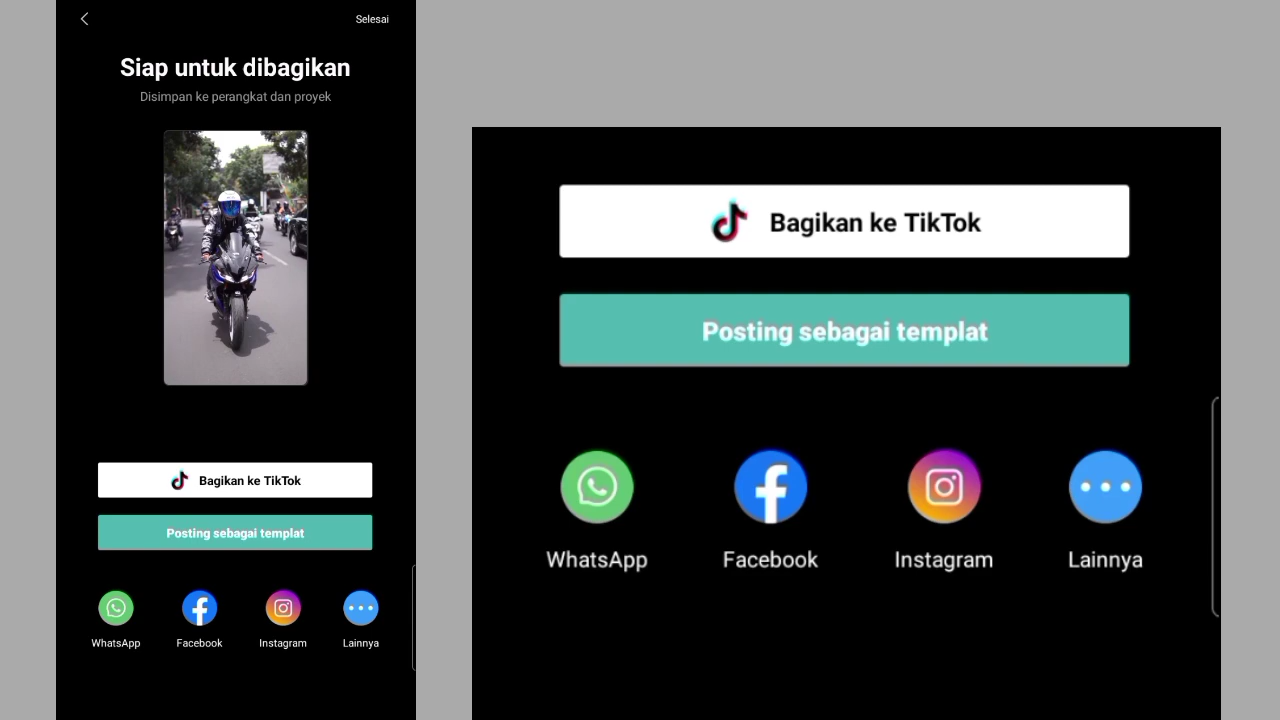 Selesai
Siap untuk dibagikan
Disimpan ke perangkat dan proyek
Bagikan ke TikTok
Posting sebagai templat
WhatsApp Facebook Instagram Lainnya
Bagikan ke TikTok
Posting sebagai templat
WhatsApp Facebook Instagram Lainnya